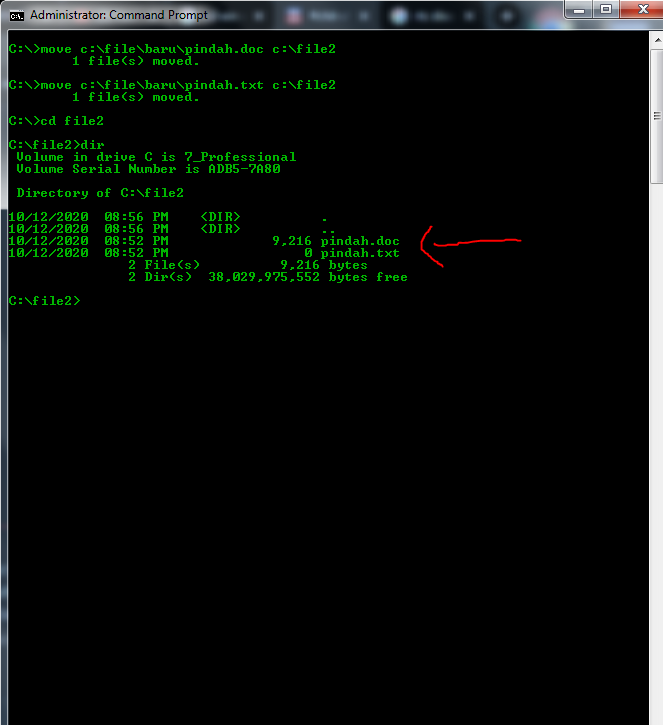 Administrator: Command Prompt
C:\>move c:\file\baru\pindah.doc c:\file2
        1 file(s) moved.
C:\>move c:\file\baru\pindah.txt c:\file2
        1 file(s) moved.
C:\>cd file2
C:\file2>dir
 Volume in drive C is 7_Professional
 Volume Serial Number is ADB5-7A80
 Directory of C:\file2
10/12/2020  08:56 PM    <DIR>          .
10/12/2020  08:56 PM    <DIR>          ..
10/12/2020  08:52 PM             9,216 pindah.doc
10/12/2020  08:52 PM                 0 pindah.txt
               2 File(s)          9,216 bytes
               2 Dir(s)  38,029,975,552 bytes free
C:\file2>